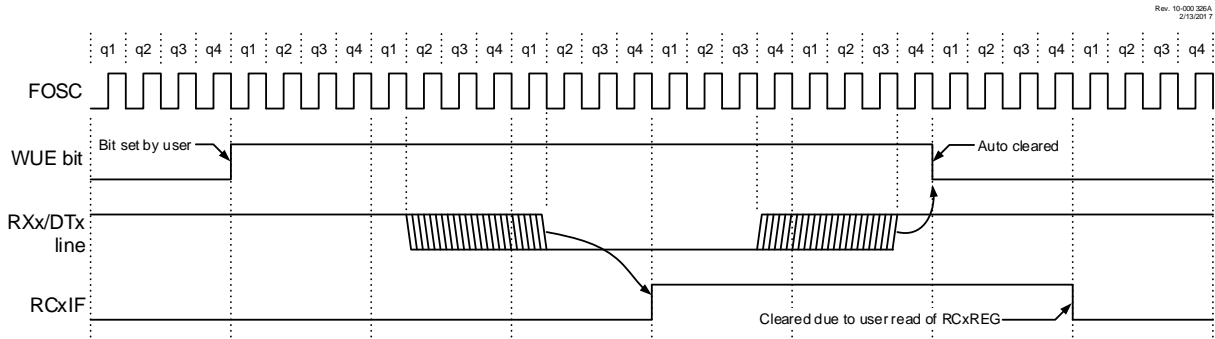 Rev. 10-000326A
2/13/2017
q1 q2 q3 q4 q1 q2 q3 q4 q1 q2 q3 q4 q1 q2 q3 q4 q1 q2 q3 q4 q1 q2 q3 q4 q1 q2 q3 q4 q1 q2 q3 q4
FOSC
WUE bit
Bit set by user
Auto cleared
RXx/DTx
line
RCxIF
Cleared due to user read of RCxREG